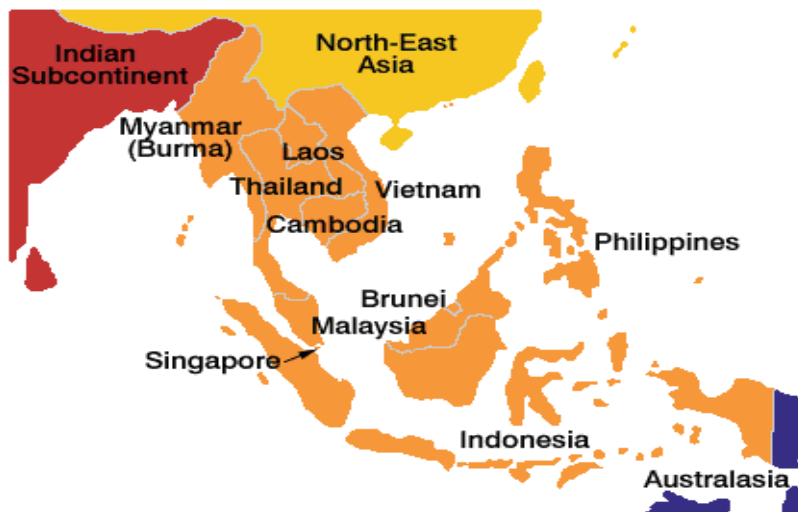 North-East
Asia
Indian
Subcontinent
Myanmar
(Burma)
Laos
Thailand
Vietnam
Cambodia
Philippines
Brunei
Malaysia
Singapore
Indonesia
Australasia